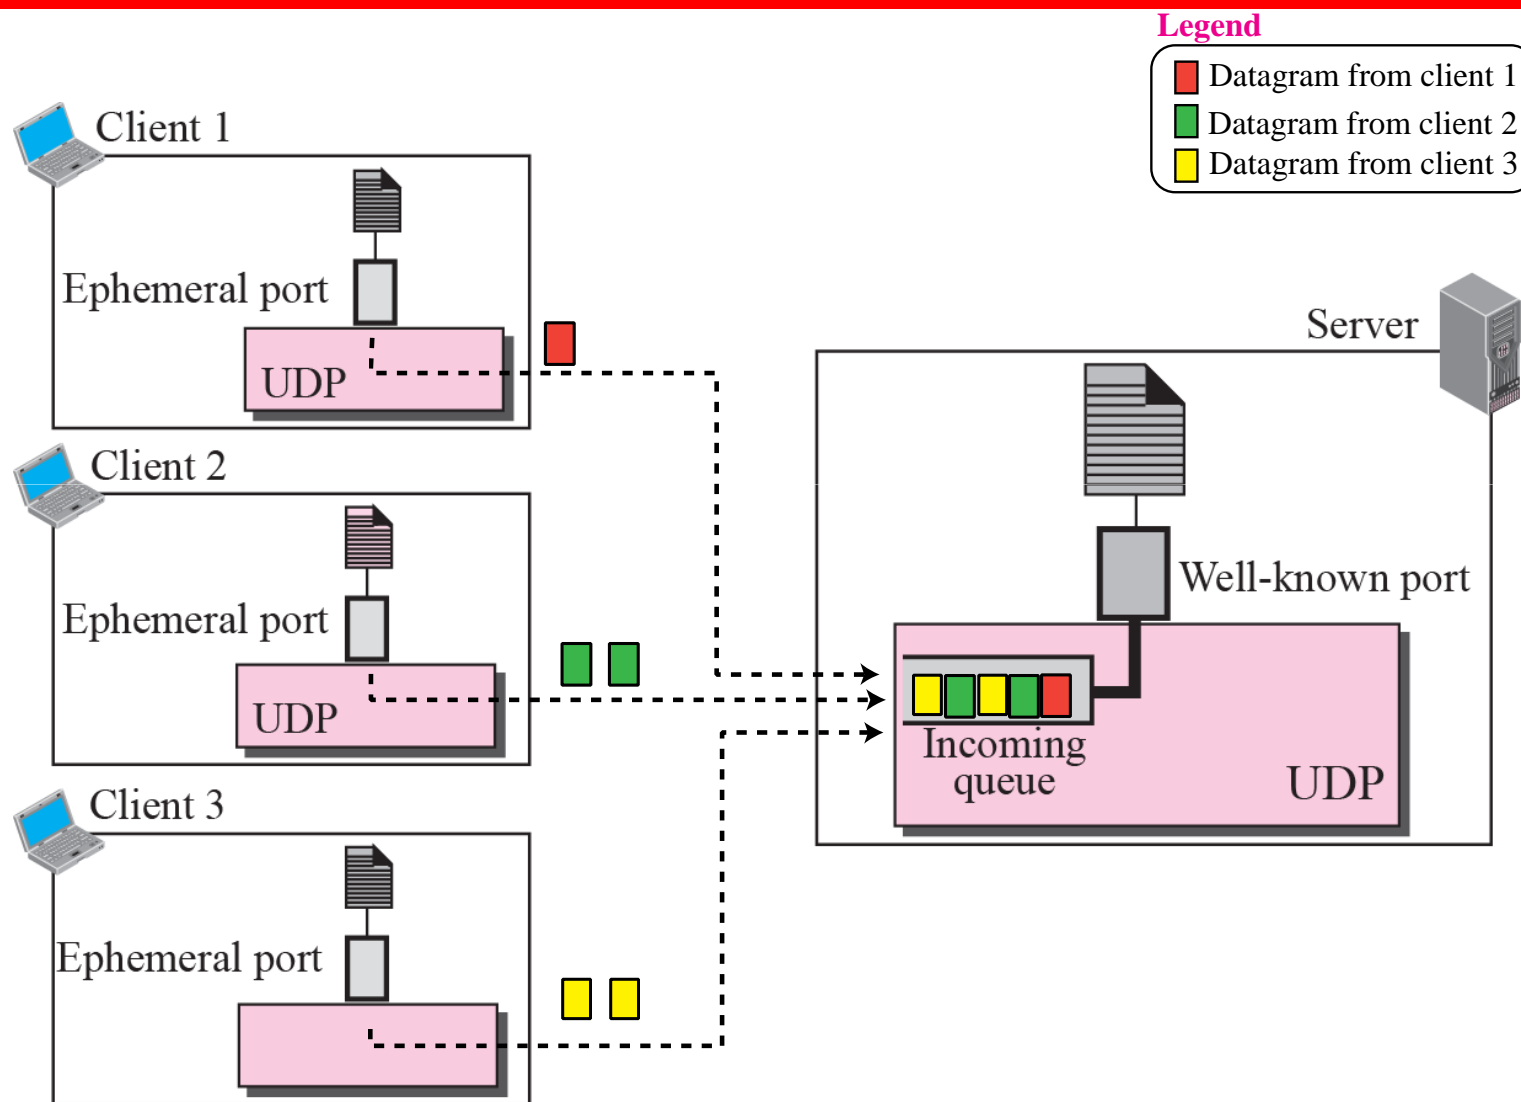 Legend
Datagram from client 1
Datagram from client 2
Datagram from client 3
Client 1
Ephemeral port
UDP
Client 2
Ephemeral port
UDP
Client 3
Ephemeral port
Server
Well-known port
Incoming
queue
UDP